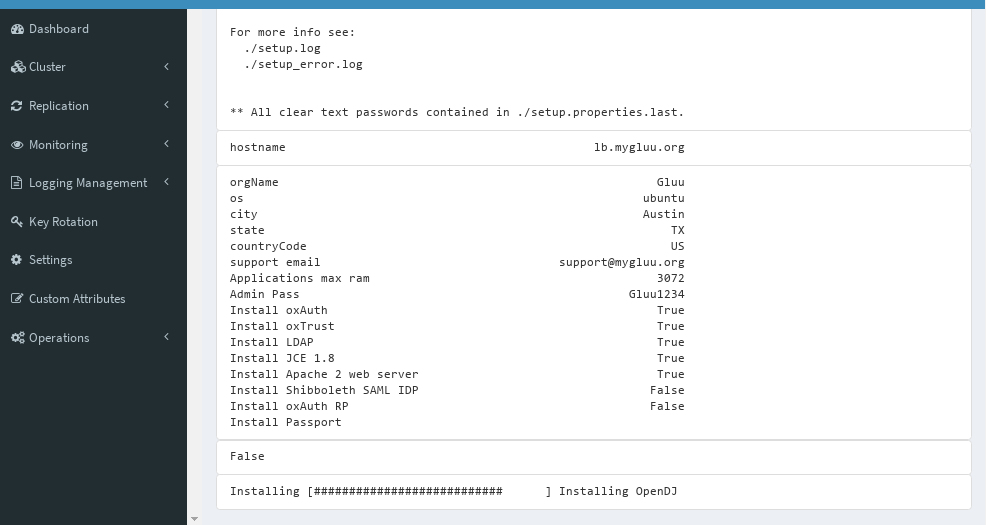 Dashboard
Cluster
Replication
Monitoring
Logging Management
Key Rotation
Settings
Custom Attributes
Operations
For more info see:
./setup.log
./setup_error.log
** All clear text passwords contained in ./setup.properties.last.
hostname lb.mygluu.org
orgName Gluu
os ubuntu
city Austin
state TX
countryCode US
support email support@mygluu.org
Applications max ram 3072
Admin Pass Gluu1234
Install oxAuth True
Install oxTrust True
Install LDAP True
Install JCE 1.8 True
Install Apache 2 web server True
Install Shibboleth SAML IDP False
Install oxAuth RP False
Install Passport
False
Installing [########################### ] Installing OpenDJ